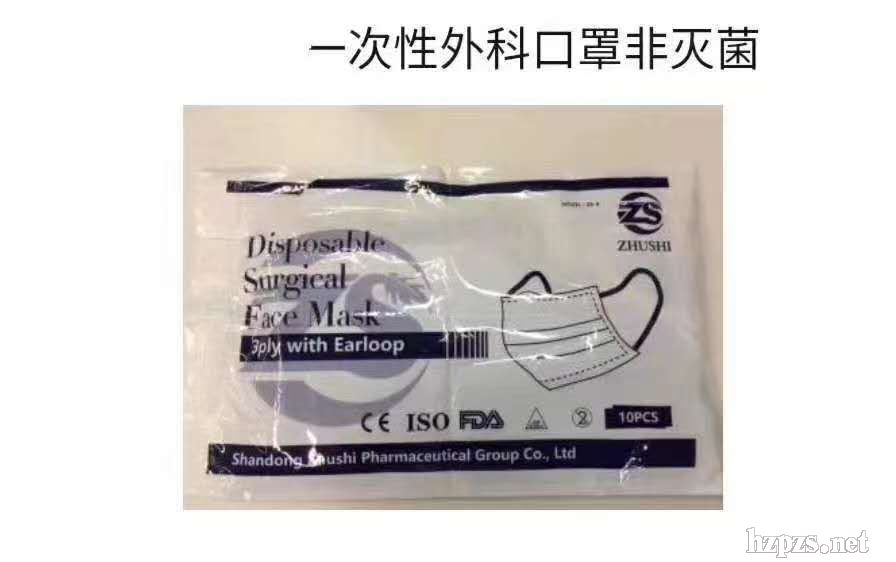 一次性外科口罩非灭菌
ZS
ZHUSHI
Disposable
Surgical
Face Mask
3ply with Earloop
CE ISO FDA
2
10PCS
Shandong Zhushi Pharmaceutical Group Co., Ltd
hzpzs.net